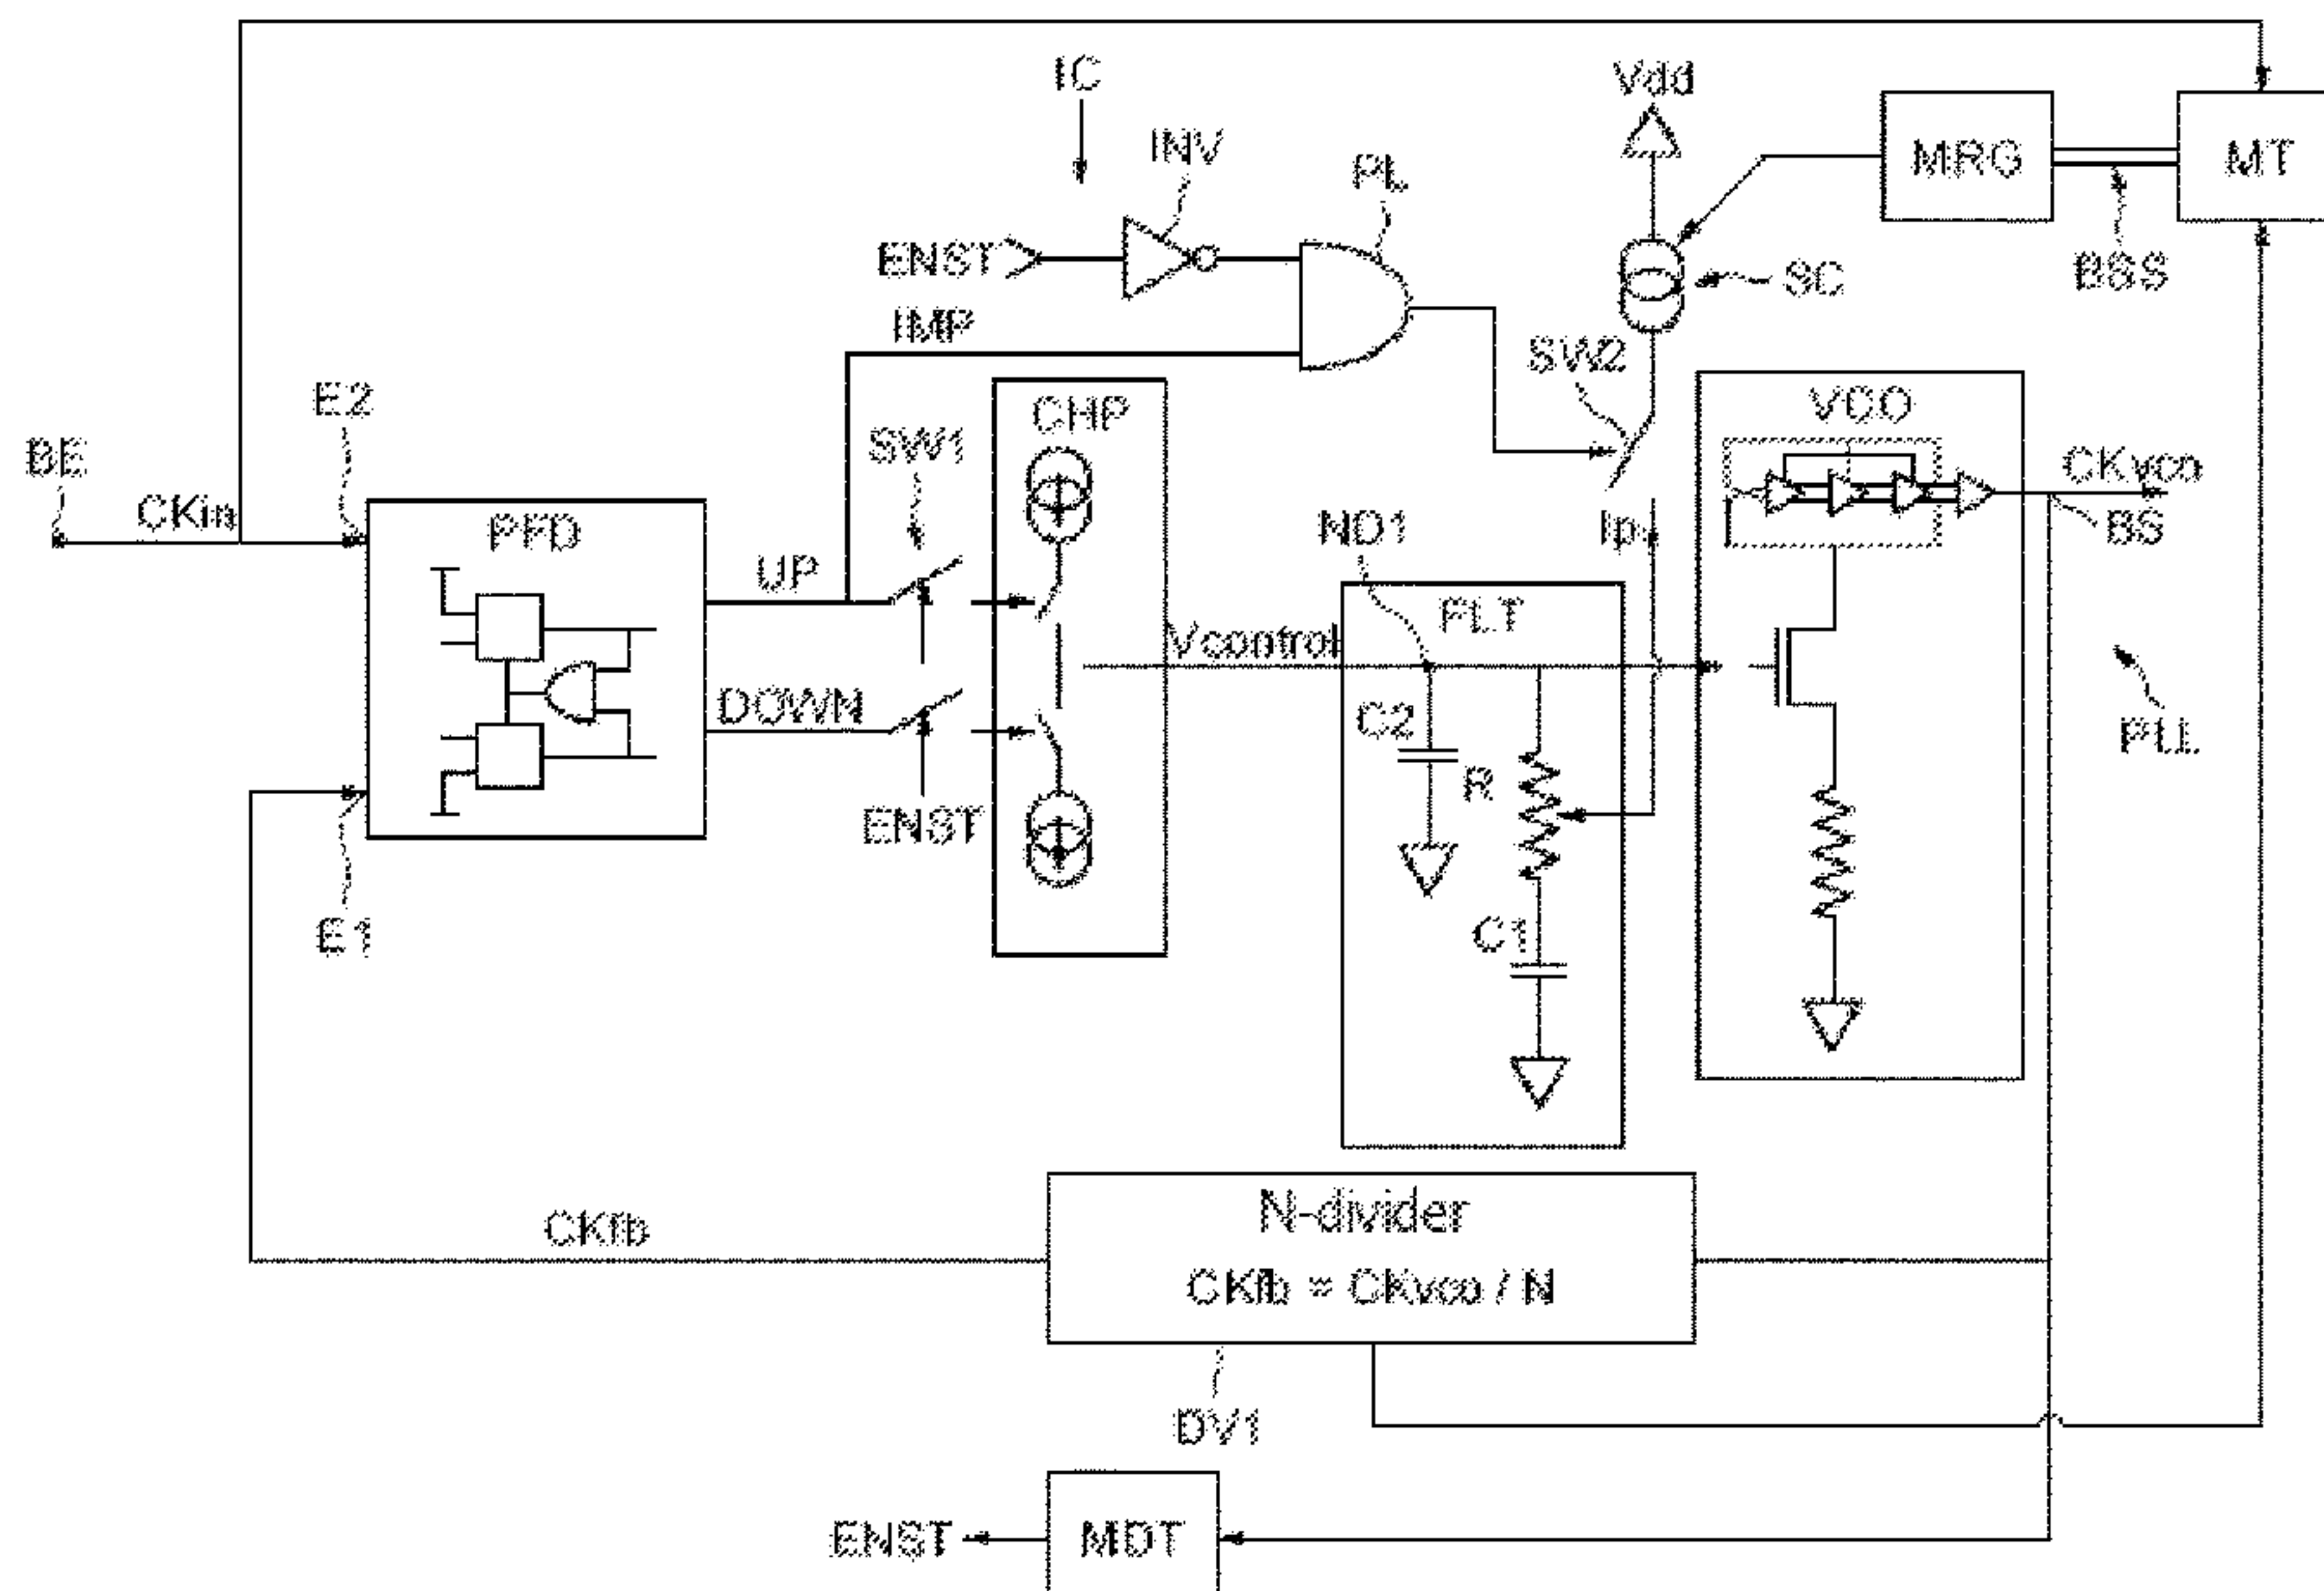 IC
Vdd
INV
PL
MRG
MT
ENST
SC
BSS
IMP
SW2
E2
CHP
VCO
BE
SW1
CKvco
CKin
PFD
ND1
Ip
BS
UP
FLT
Vcontrol
DOWN
C2
PLL
R
ENST
E1
C1
CKfb
N-divider
CKfb = CKvco / N
DV1
ENST
MDT